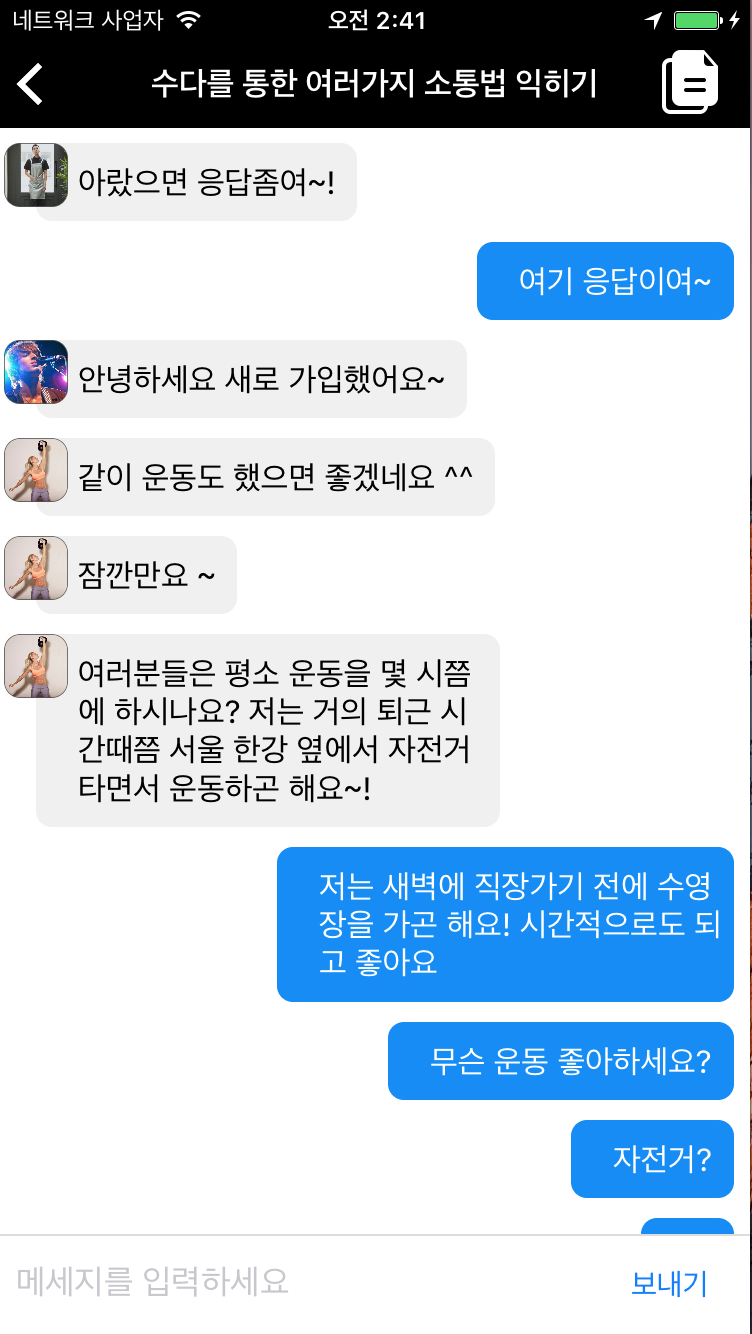 네트워크 사업자 오전 2:41
수다를 통한 여러가지 소통법 익히기
아랐으면 응답좀여~!
여기 응답이여~
안녕하세요 새로 가입했어요~
같이 운동도 했으면 좋겠네요 ^^
잠깐만요 ~
여러분들은 평소 운동을 몇 시쯤
에 하시나요? 저는 거의 퇴근 시
간때쯤 서울 한강 옆에서 자전거
타면서 운동하곤 해요~!
저는 새벽에 직장가기 전에 수영
장을 가곤 해요! 시간적으로도 되
고 좋아요
무슨 운동 좋아하세요?
자전거?
메세지를 입력하세요 보내기